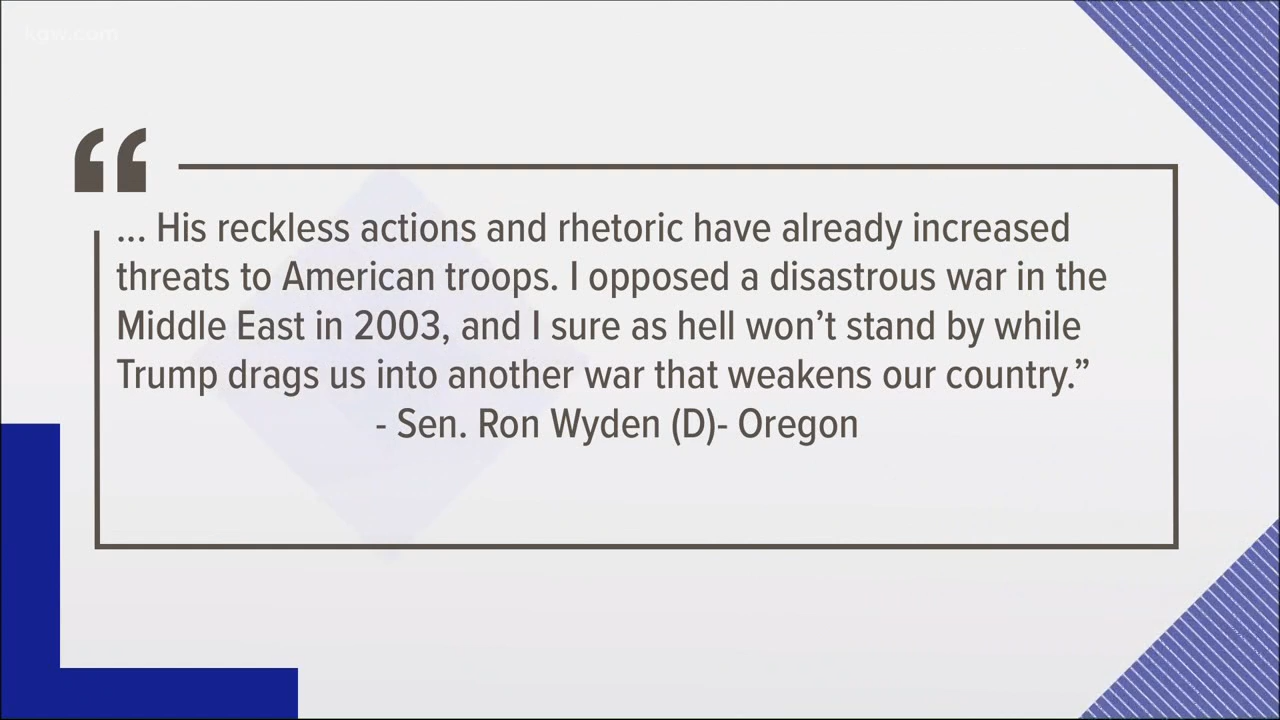 kgw.com
“
... His reckless actions and rhetoric have already increased
threats to American troops. I opposed a disastrous war in the
Middle East in 2003, and I sure as hell won’t stand by while
Trump drags us into another war that weakens our country.”
- Sen. Ron Wyden (D)- Oregon